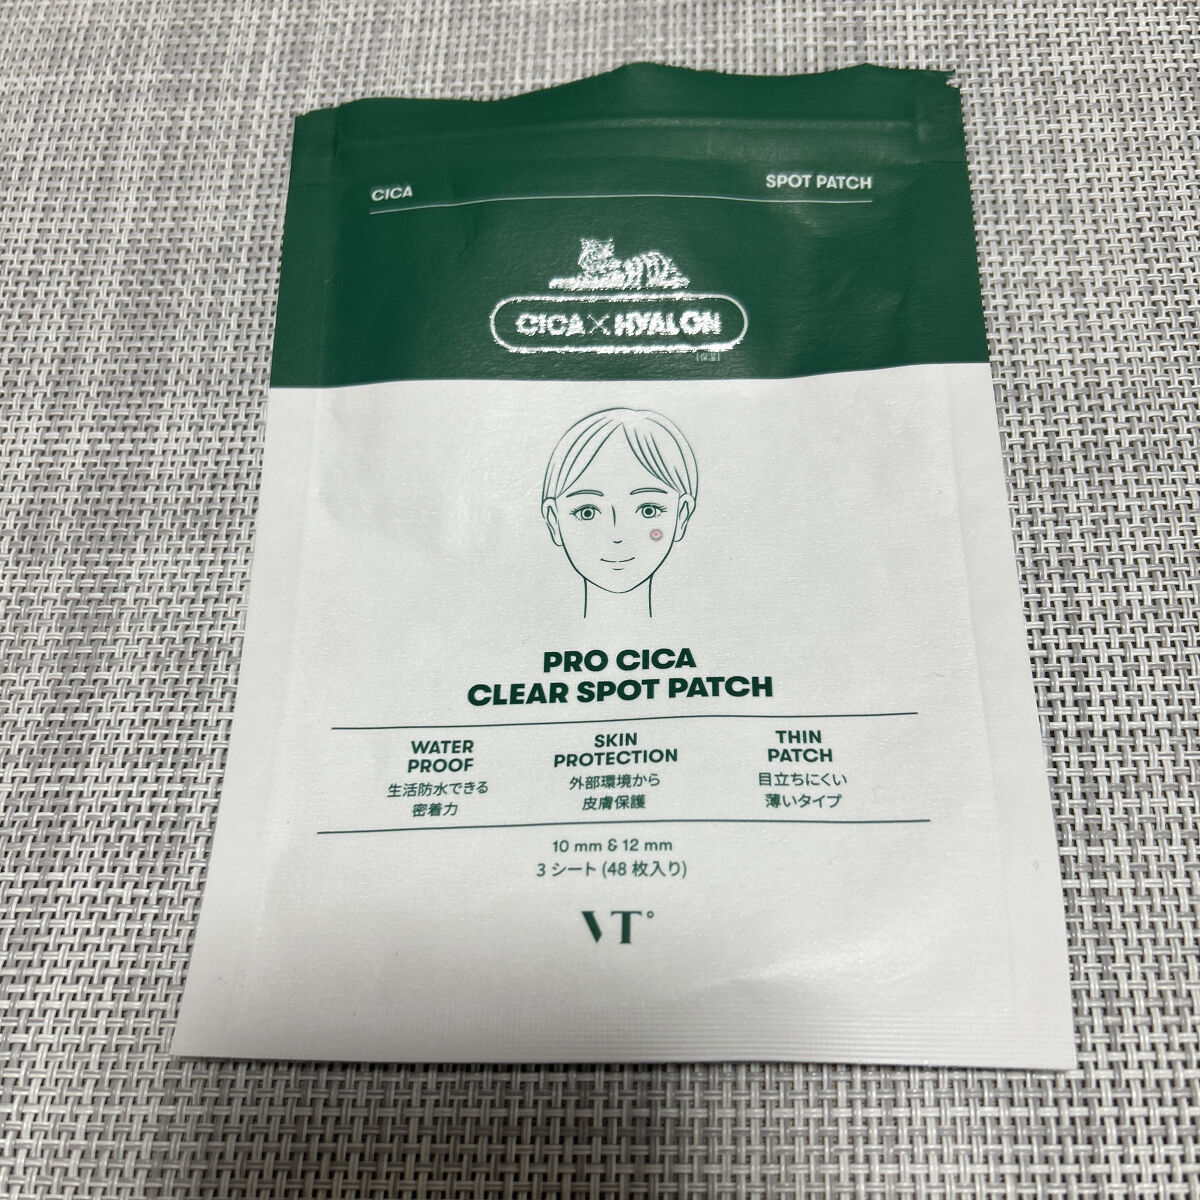 CICA
SPOT PATCH
CICA×HYALON
[保湿]
PRO CICA
CLEAR SPOT PATCH
WATER
PROOF
生活防水できる
密着力
SKIN
PROTECTION
外部環境から
皮膚保護
THIN
PATCH
目立ちにくい
薄いタイプ
10 mm & 12 mm
3 シート (48 枚入り)
VT°